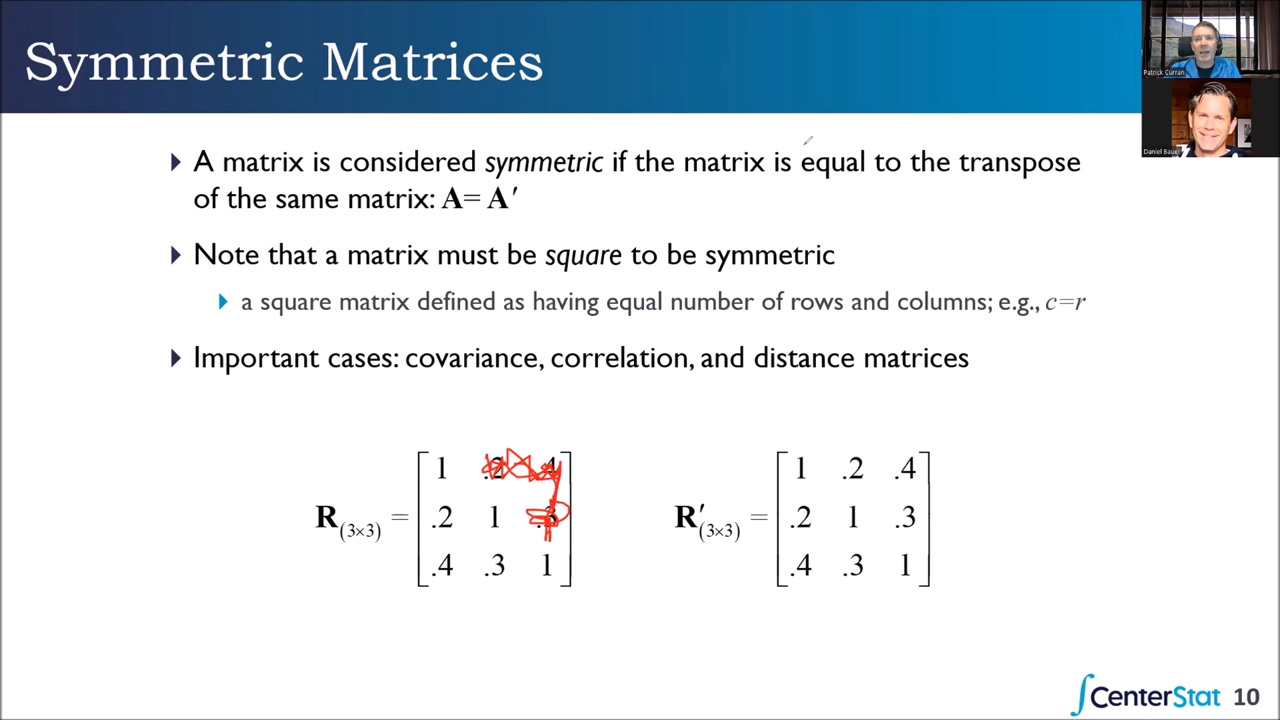 Symmetric Matrices
Patrick Curran
Daniel Bauer
A matrix is considered symmetric if the matrix is equal to the transpose
of the same matrix: A= A′
Note that a matrix must be square to be symmetric
a square matrix defined as having equal number of rows and columns; e.g., c=r
Important cases: covariance, correlation, and distance matrices
R(3×3) = [1 .2 .4
.2 1 .3
.4 .3 1]
R′(3×3) = [1 .2 .4
.2 1 .3
.4 .3 1]
CenterStat 10